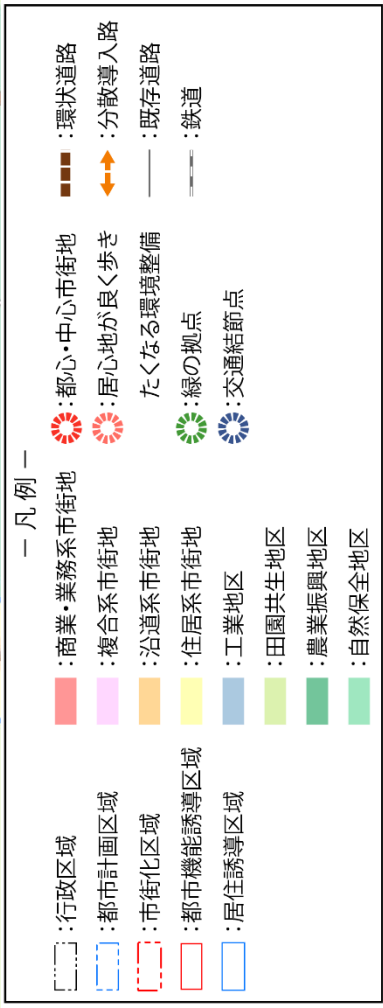 －凡例－
：行政区域
：都市計画区域
：市街化区域
：都市機能誘導区域
：居住誘導区域
：商業・業務系市街地
：複合系市街地
：沿道系市街地
：住居系市街地
：工業地区
：田園共生地区
：農業振興地区
：自然保全地区
：都心・中心市街地
：居心地が良く歩き
たくなる環境整備
：緑の拠点
：交通結節点
：環状道路
：分散導入路
：既存道路
：鉄道